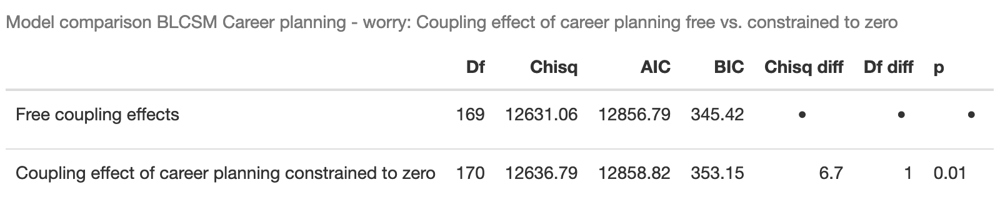 Model comparison BLCSM Career planning - worry: Coupling effect of career planning free vs. constrained to zero
Df Chisq AIC BIC Chisq diff Df diff p
Free coupling effects 169 12631.06 12856.79 345.42 • • •
Coupling effect of career planning constrained to zero 170 12636.79 12858.82 353.15 6.7 1 0.01